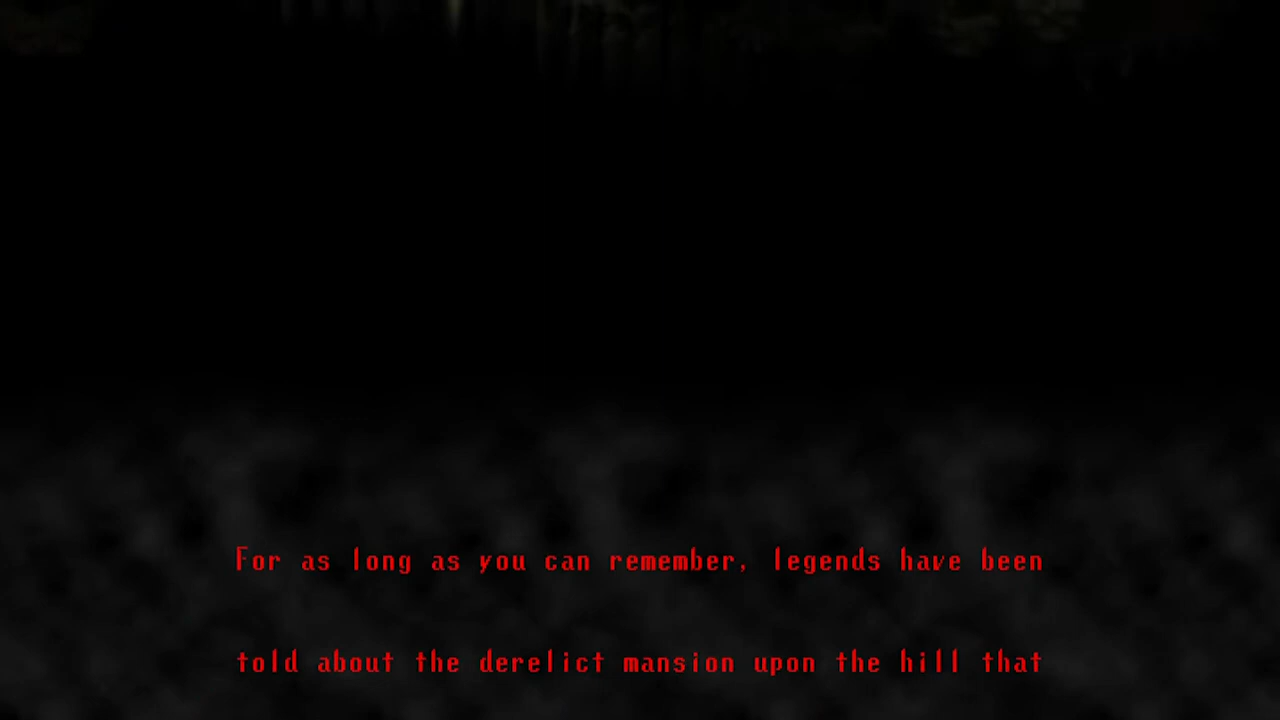 For as long as you can remember, legends have been
told about the derelict mansion upon the hill that